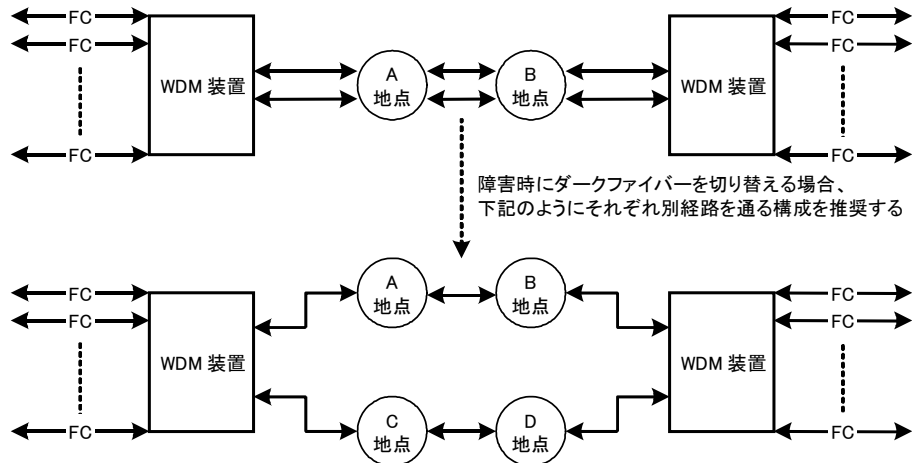 FC
FC
FC
WDM 装置
A
地点
B
地点
WDM 装置
FC
FC
FC
障害時にダークファイバーを切り替える場合、
下記のようにそれぞれ別経路を通る構成を推奨する
FC
FC
FC
WDM 装置
A
地点
B
地点
C
地点
D
地点
WDM 装置
FC
FC
FC